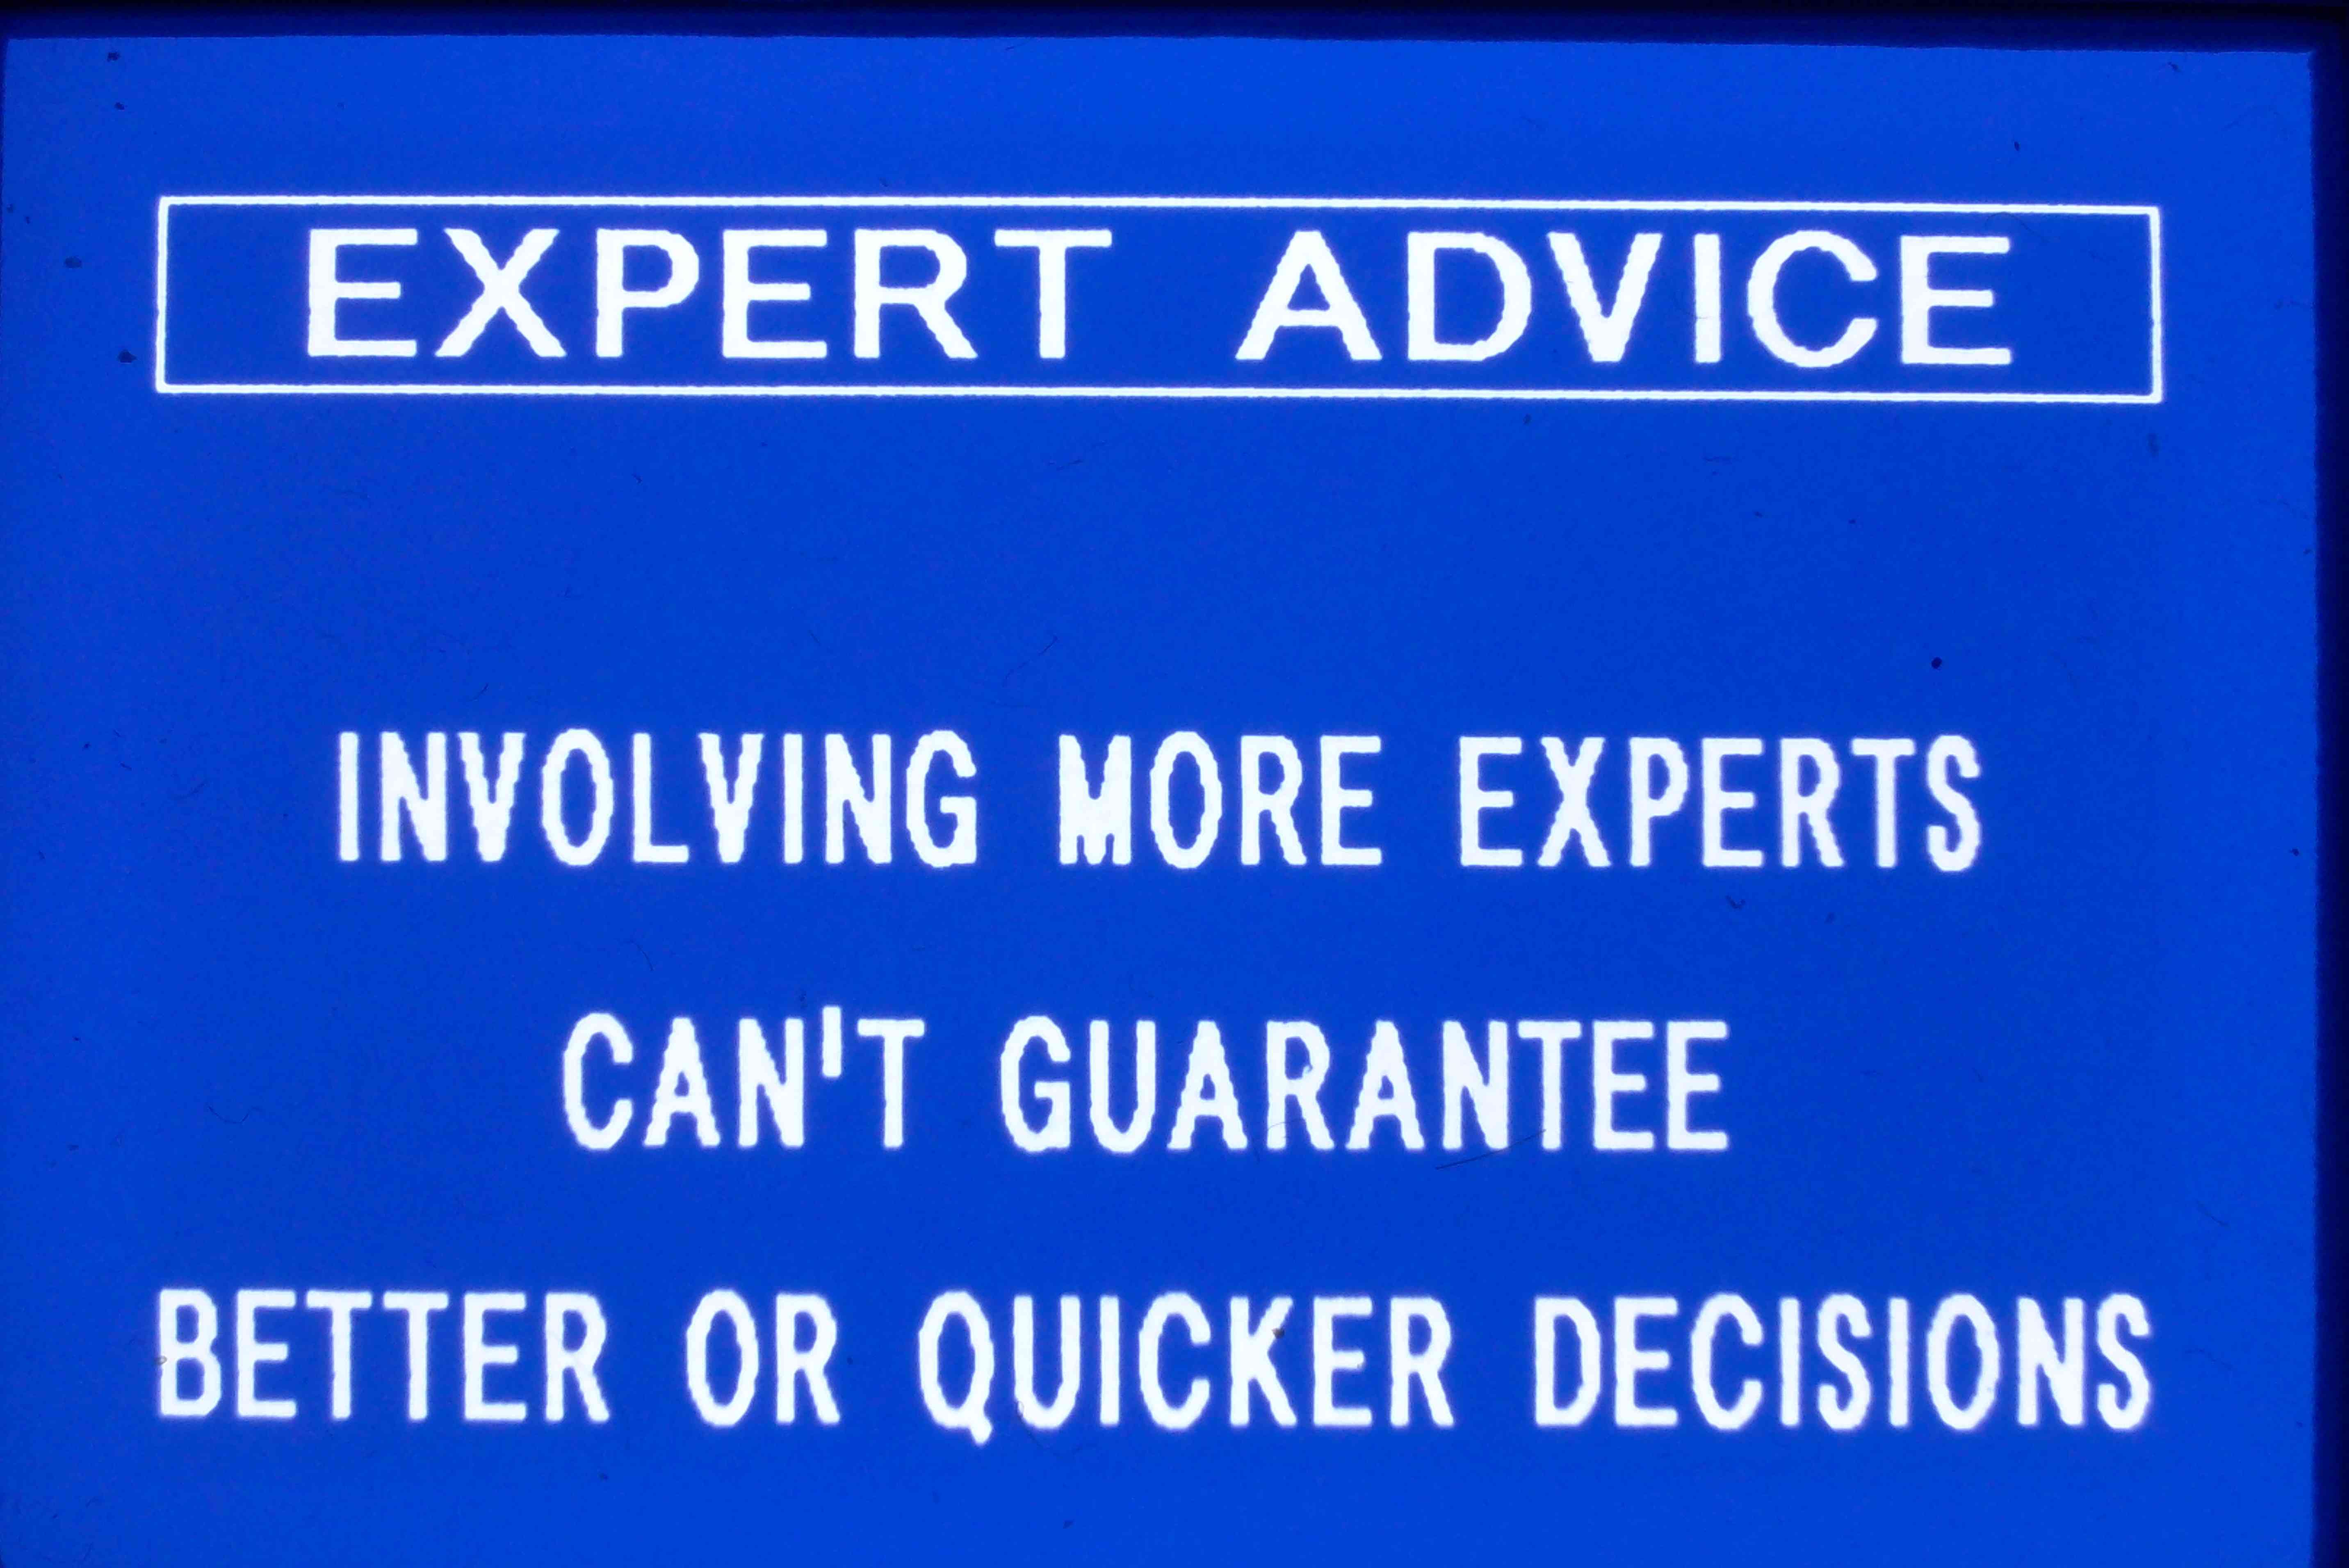 EXPERT ADVICE
INVOLVING MORE EXPERTS
CAN'T GUARANTEE
BETTER OR QUICKER DECISIONS